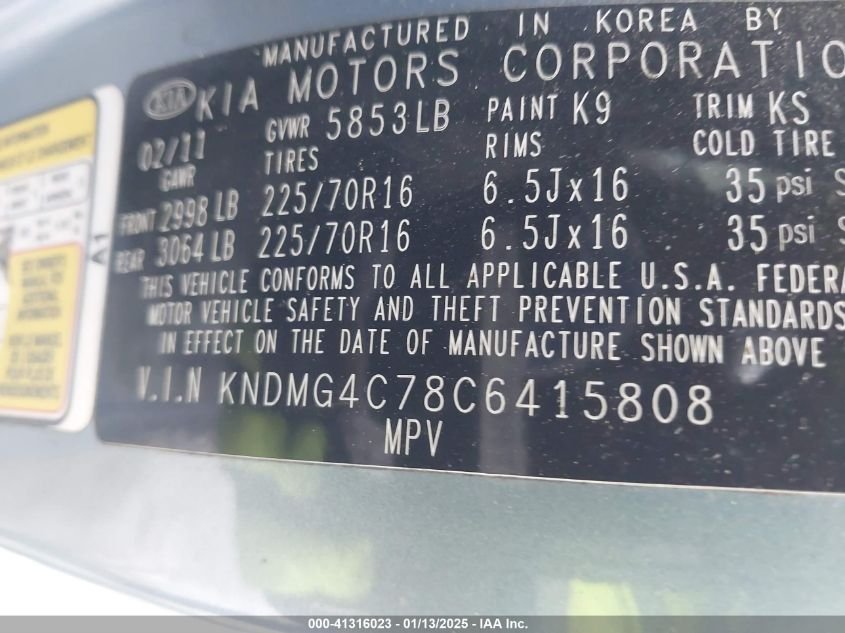 MANUFACTURED IN KOREA BY
KIA KIA MOTORS CORPORATIO
02/11 GVWR 5853LB PAINT K9 TRIM KS
GAWR TIRES RIMS COLD TIRE
FRONT 2998 LB 225/70R16 6.5Jx16 35 psi S
REAR 3064 LB 225/70R16 6.5Jx16 35 psi S
THIS VEHICLE CONFORMS TO ALL APPLICABLE U.S.A. FEDERA
MOTOR VEHICLE SAFETY AND THEFT PREVENTION STANDARDS
IN EFFECT ON THE DATE OF MANUFACTURE SHOWN ABOVE
V.I.N KNDMG4C78C6415808
MPV
A1
000-41316023 — 01/13/2025 — IAA Inc.